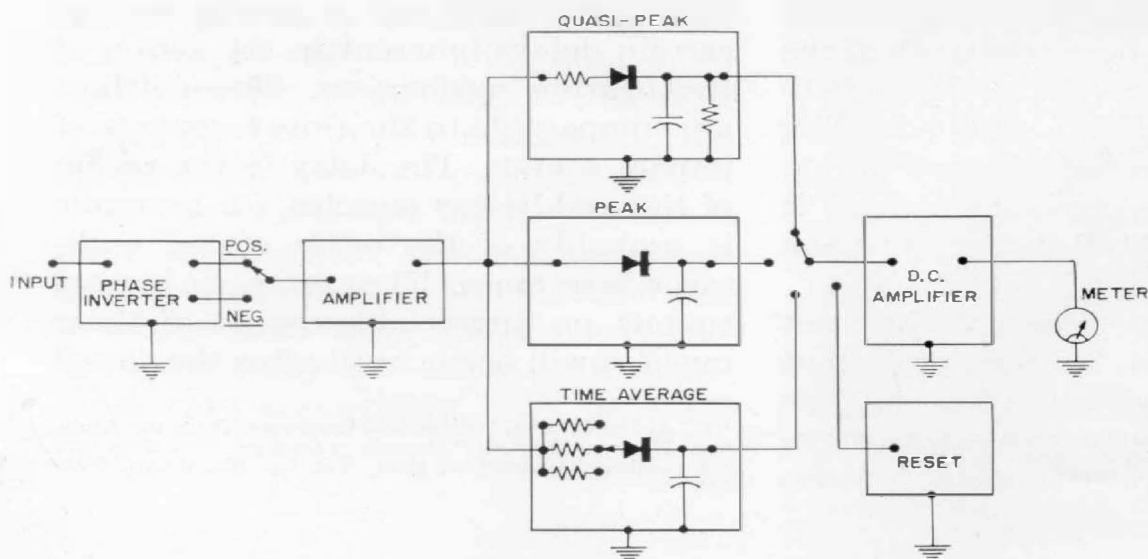 QUASI-PEAK
PEAK
TIME AVERAGE
INPUT
PHASE
INVERTER
POS.
NEG.
AMPLIFIER
D.C.
AMPLIFIER
METER
RESET